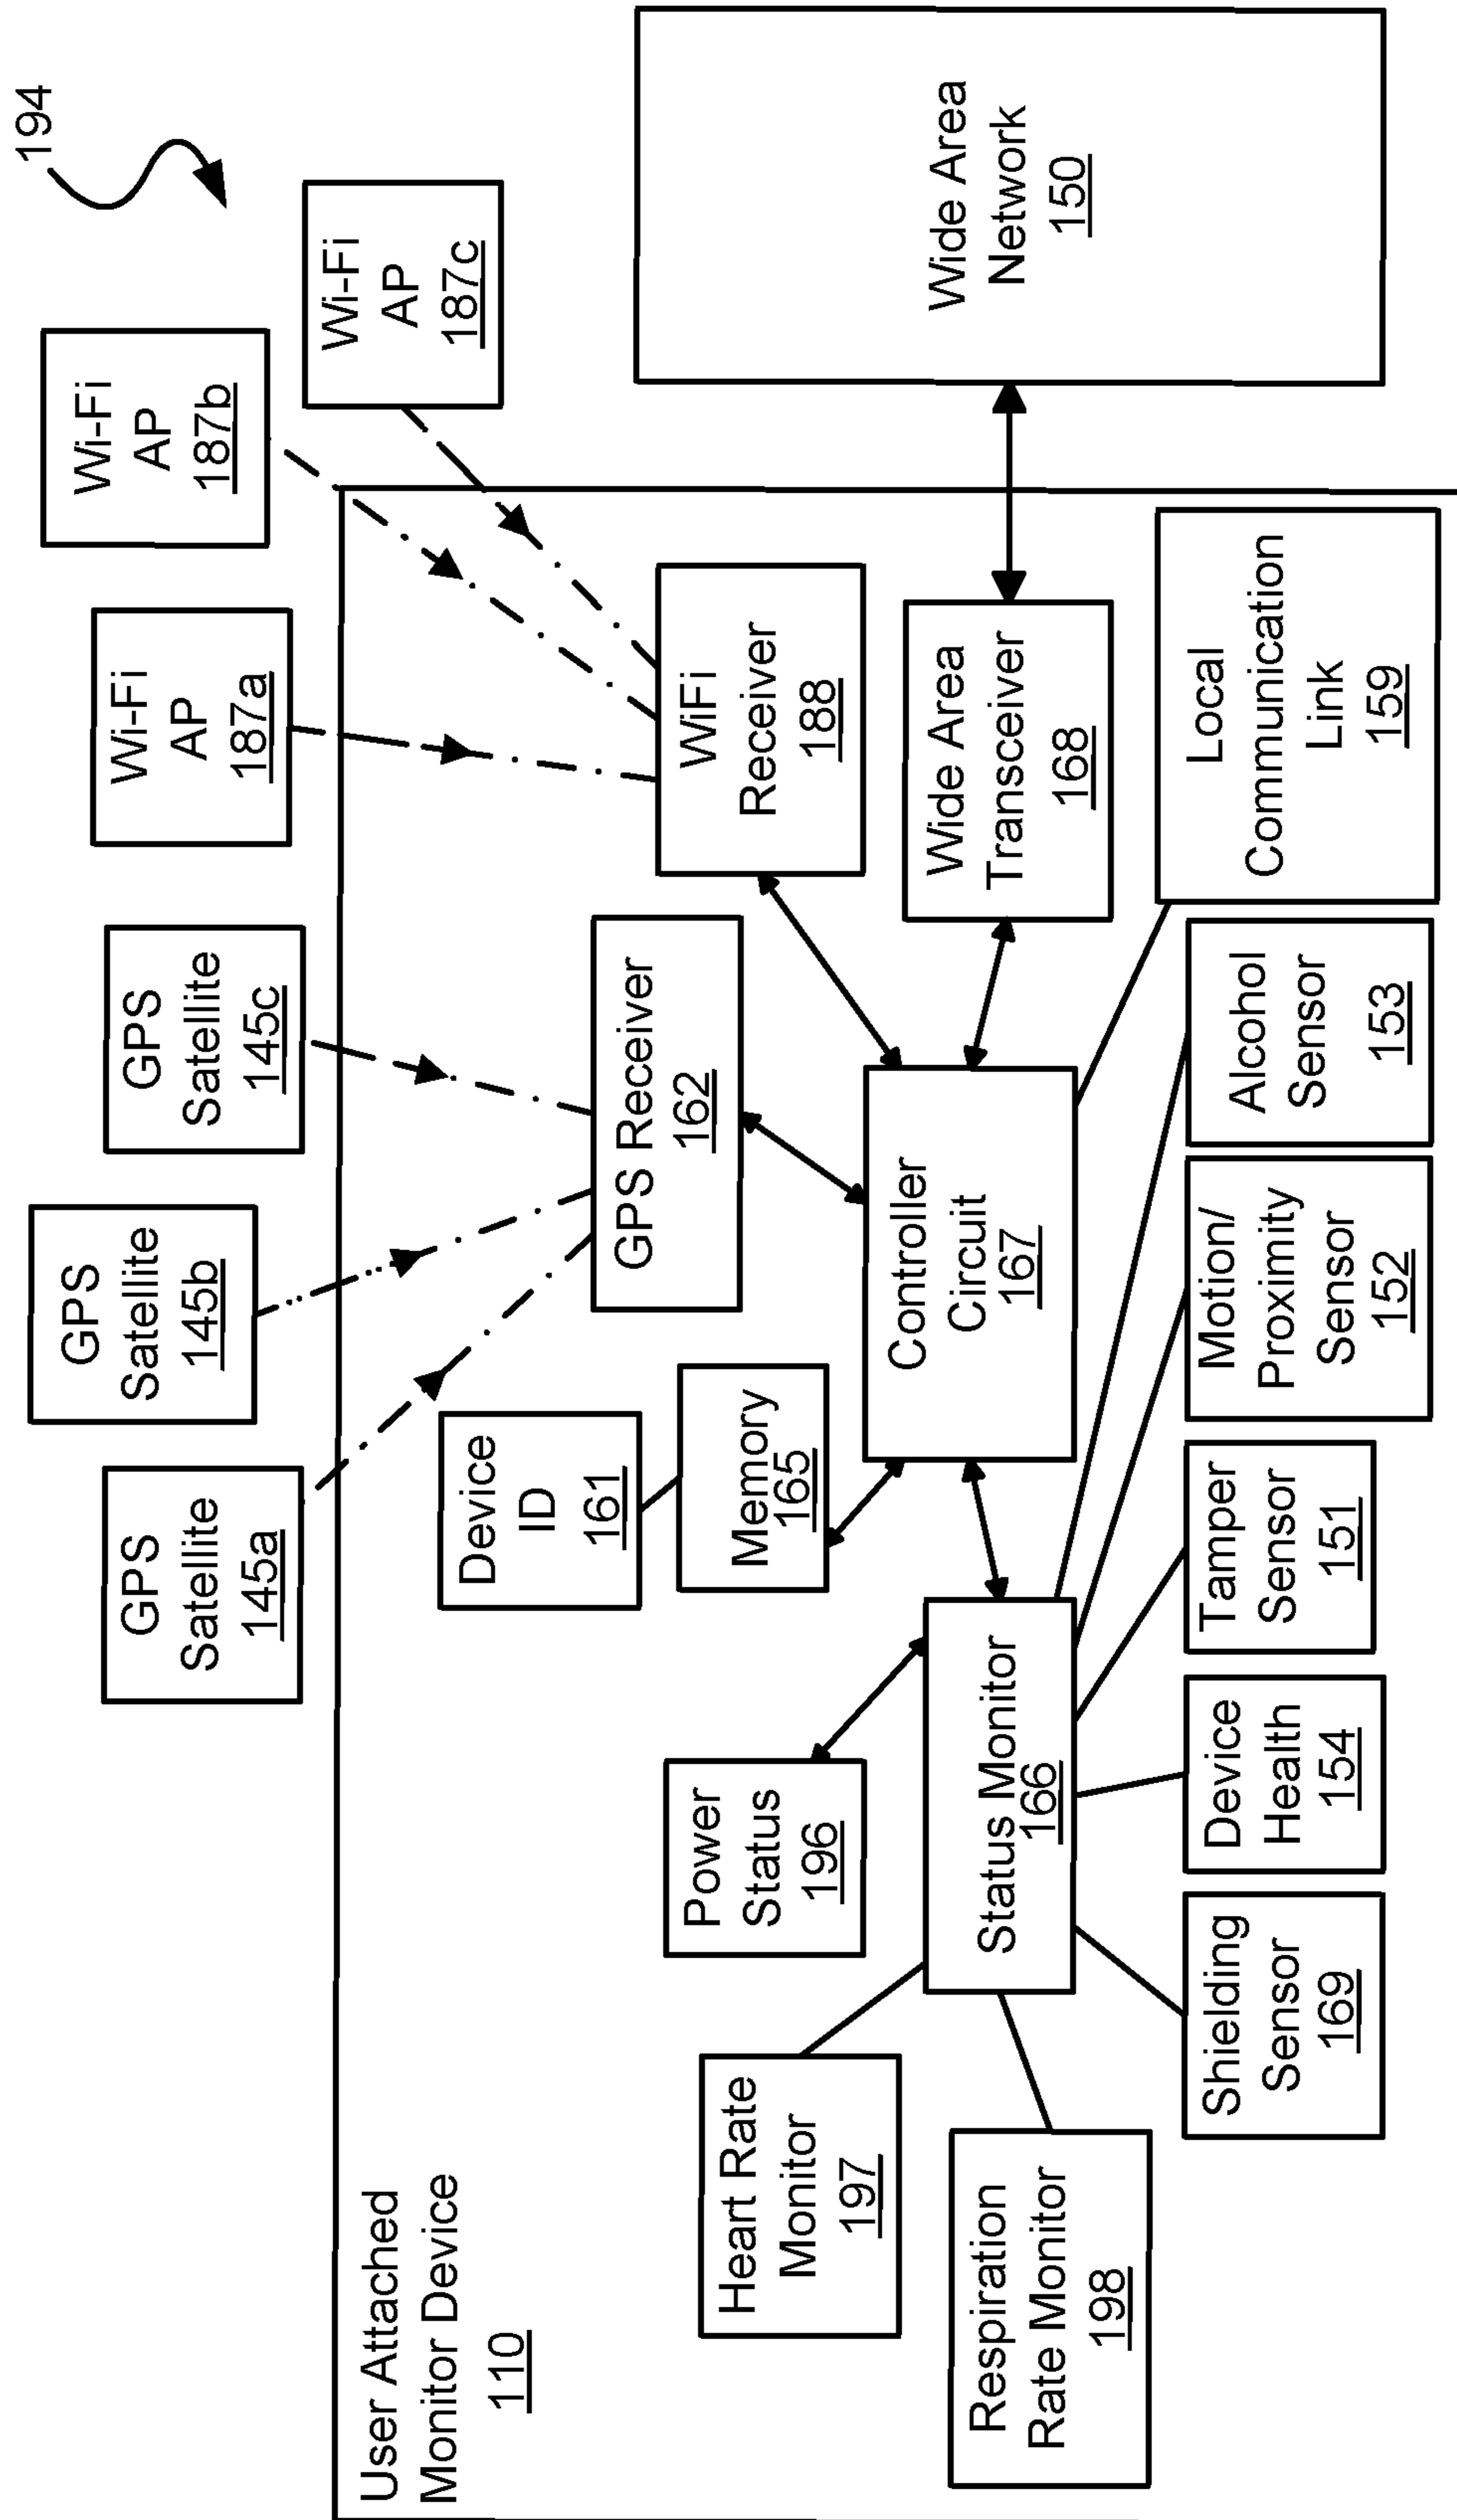 194
GPS
Satellite
145a
GPS
Satellite
145b
GPS
Satellite
145c
Wi-Fi
AP
187a
Wi-Fi
AP
187b
Wi-Fi
AP
187c
User Attached
Monitor Device
110
Device
ID
161
Memory
165
GPS Receiver
162
WiFi
Receiver
188
Wide Area
Network
150
Heart Rate
Monitor
197
Power
Status
196
Controller
Circuit
167
Wide Area
Transceiver
168
Respiration
Rate Monitor
198
Status Monitor
166
Shielding
Sensor
169
Device
Health
154
Tamper
Sensor
151
Motion/
Proximity
Sensor
152
Alcohol
Sensor
153
Local
Communication
Link
159